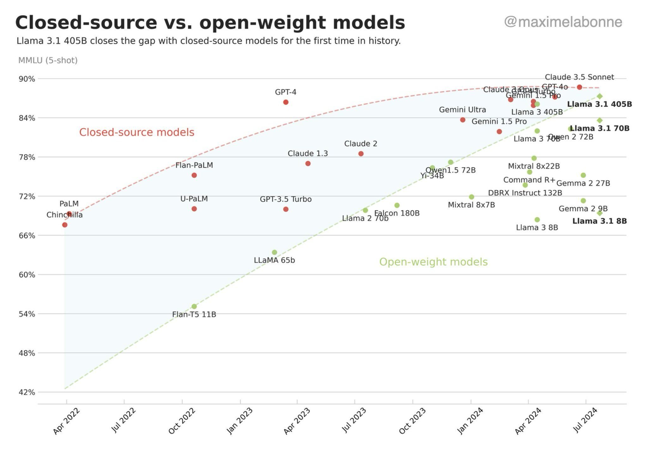 Closed-source vs. open-weight models
@maximelabonne
Llama 3.1 405B closes the gap with closed-source models for the first time in history.
MMLU (5-shot)
90%
84%
78%
72%
66%
60%
54%
48%
42%
Claude 3.5 Sonnet
GPT-4o
GPT-4
Gemini 1.5 Pro
Llama 3.1 405B
Llama 3 405B
Gemini Ultra
Gemini 1.5 Pro
Llama 3.1 70B
Closed-source models
Llama 3 70B
Qwen 2 72B
Claude 2
Claude 1.3
Flan-PaLM
Mixtral 8x22B
Qwen1.5 72B
Yi-34B
Command R+
Gemma 2 27B
DBRX Instruct 132B
U-PaLM
GPT-3.5 Turbo
PaLM
Chinchilla
Mixtral 8x7B
Gemma 2 9B
Falcon 180B
Llama 2 70b
Llama 3.1 8B
Llama 3 8B
LLaMA 65b
Open-weight models
Flan-T5 11B
Apr 2022
Jul 2022
Oct 2022
Jan 2023
Apr 2023
Jul 2023
Oct 2023
Jan 2024
Apr 2024
Jul 2024